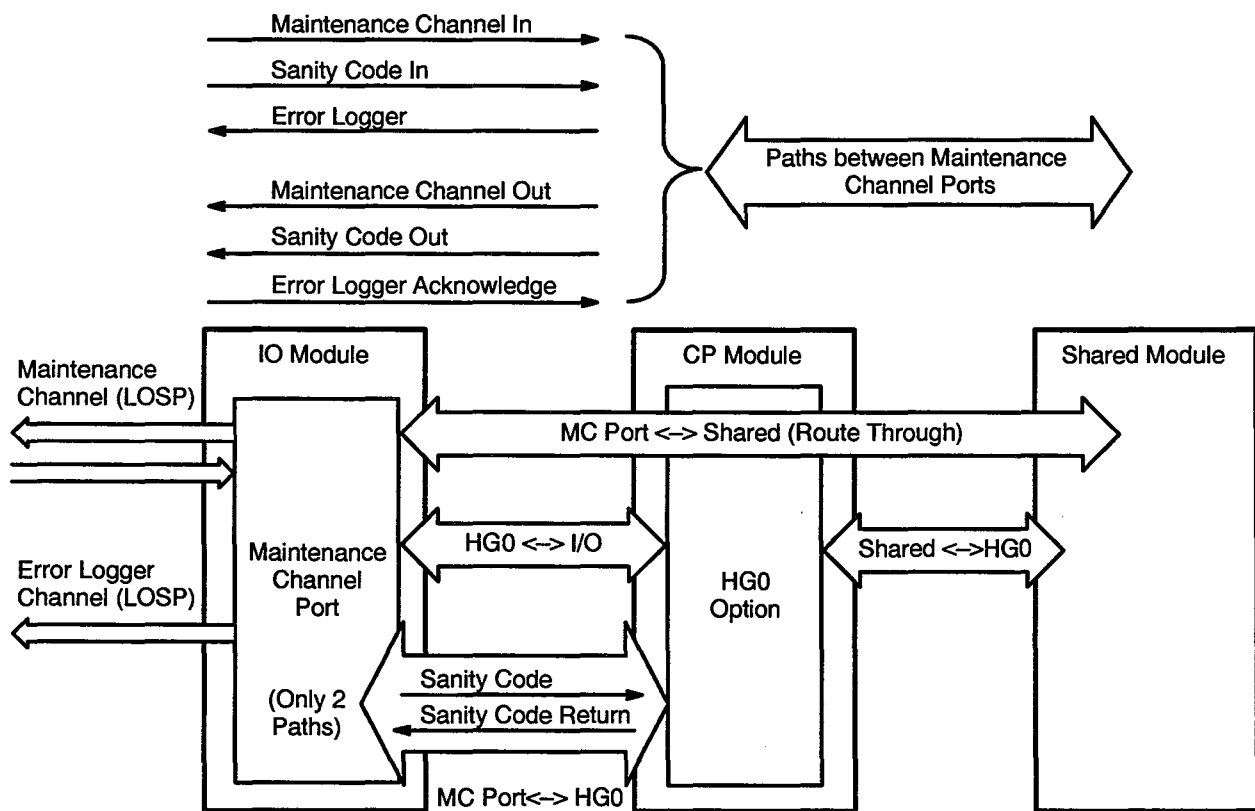 Maintenance Channel In
Sanity Code In
Error Logger
Maintenance Channel Out
Sanity Code Out
Error Logger Acknowledge
Paths between Maintenance
Channel Ports
IO Module
CP Module
Shared Module
Maintenance
Channel (LOSP)
MC Port <--> Shared (Route Through)
Maintenance
Channel
Port
HG0 <--> I/O
HG0
Option
Shared <-->HG0
Error Logger
Channel (LOSP)
(Only 2
Paths)
Sanity Code
Sanity Code Return
MC Port<--> HG0